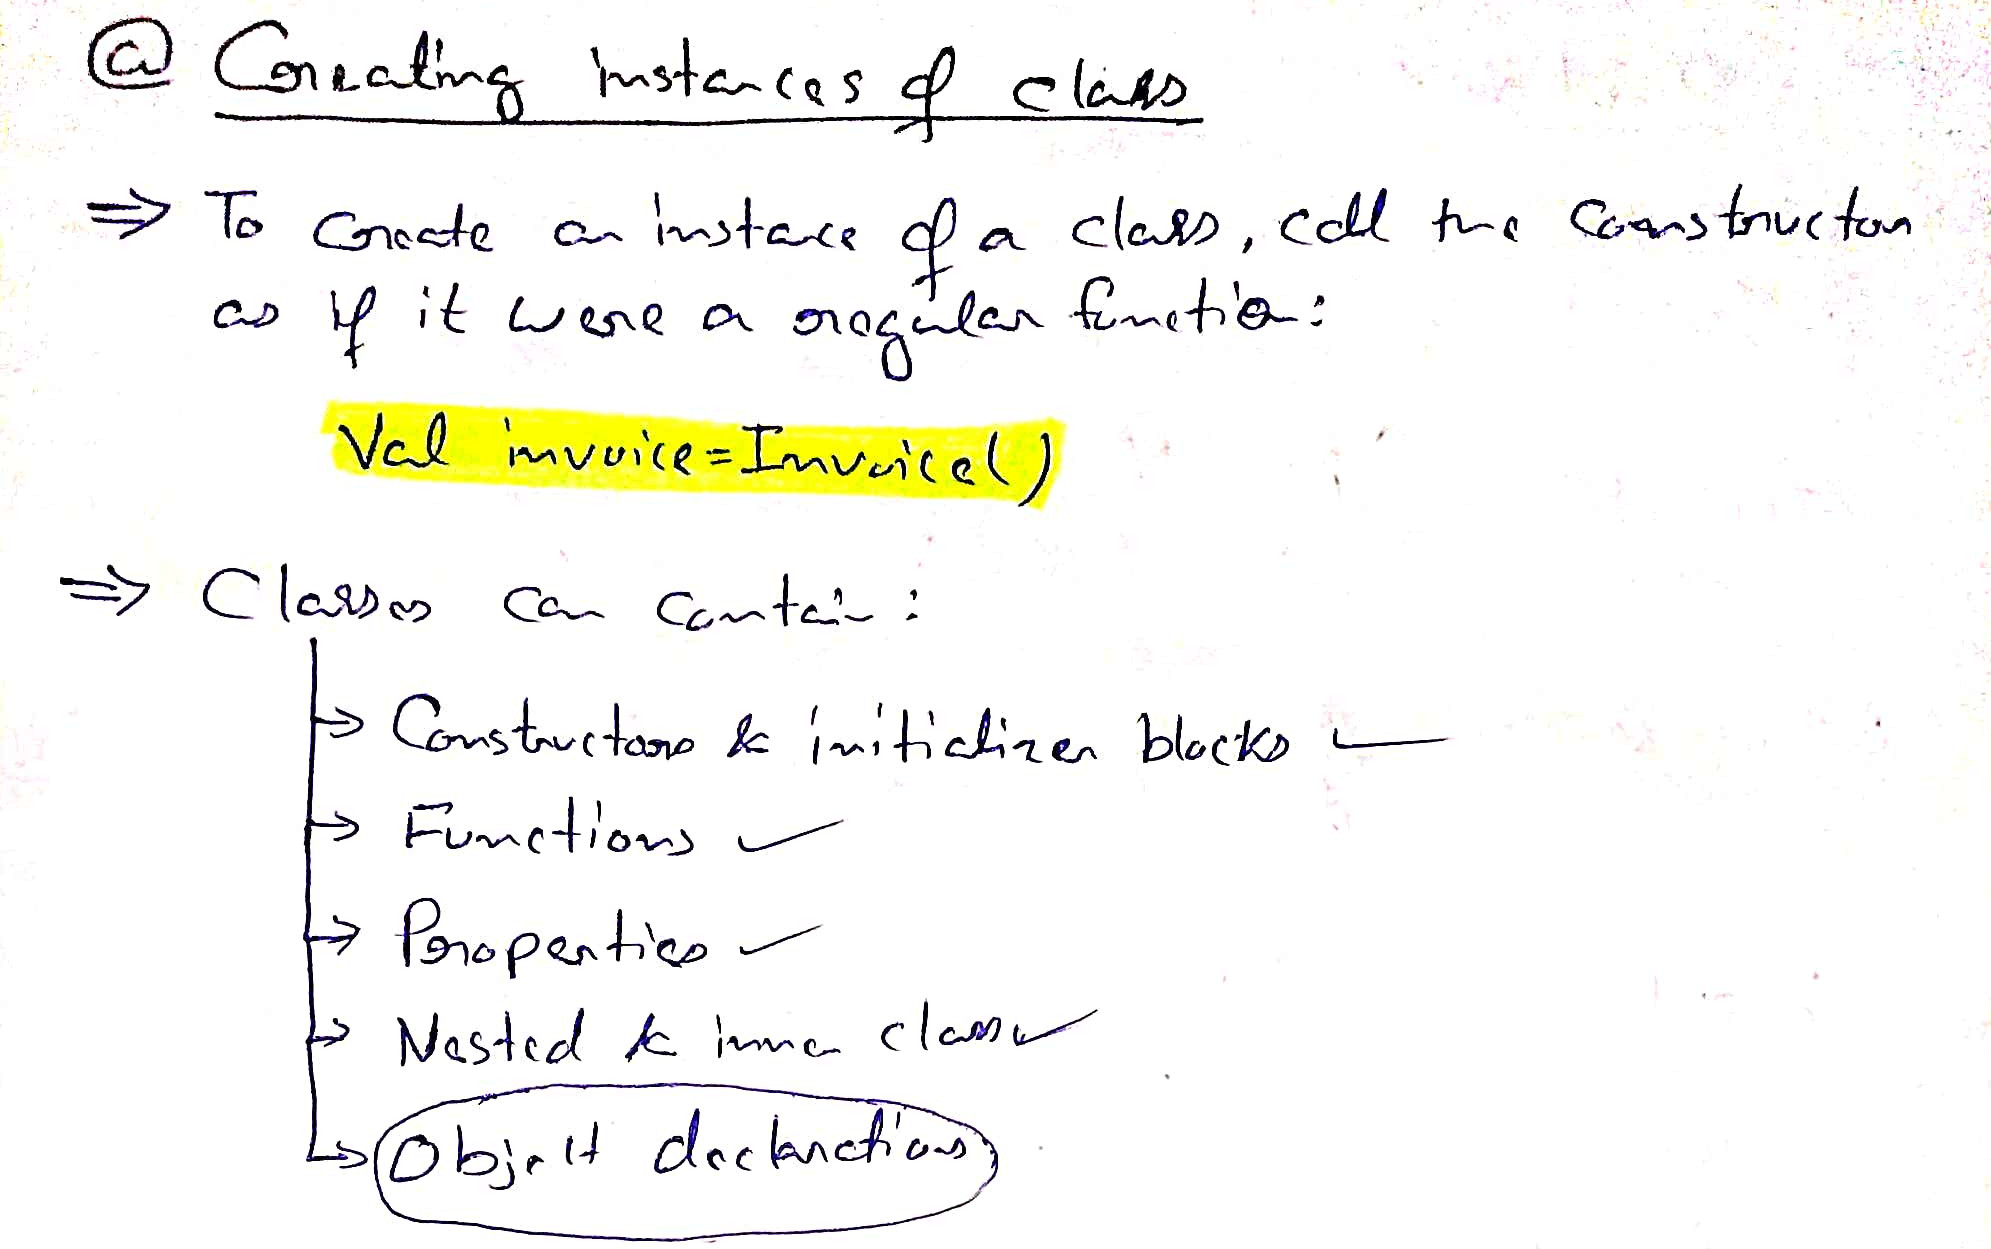 @ Creating instances of class
⇒ To create an instance of a class, call the constructor
as if it were a regular function:
Val invoice = Invoice()
⇒ Classes can contain :
→ Constructors & initializer blocks ✓
→ Functions ✓
→ Properties ✓
→ Nested & inner class ✓
→ Object declarations